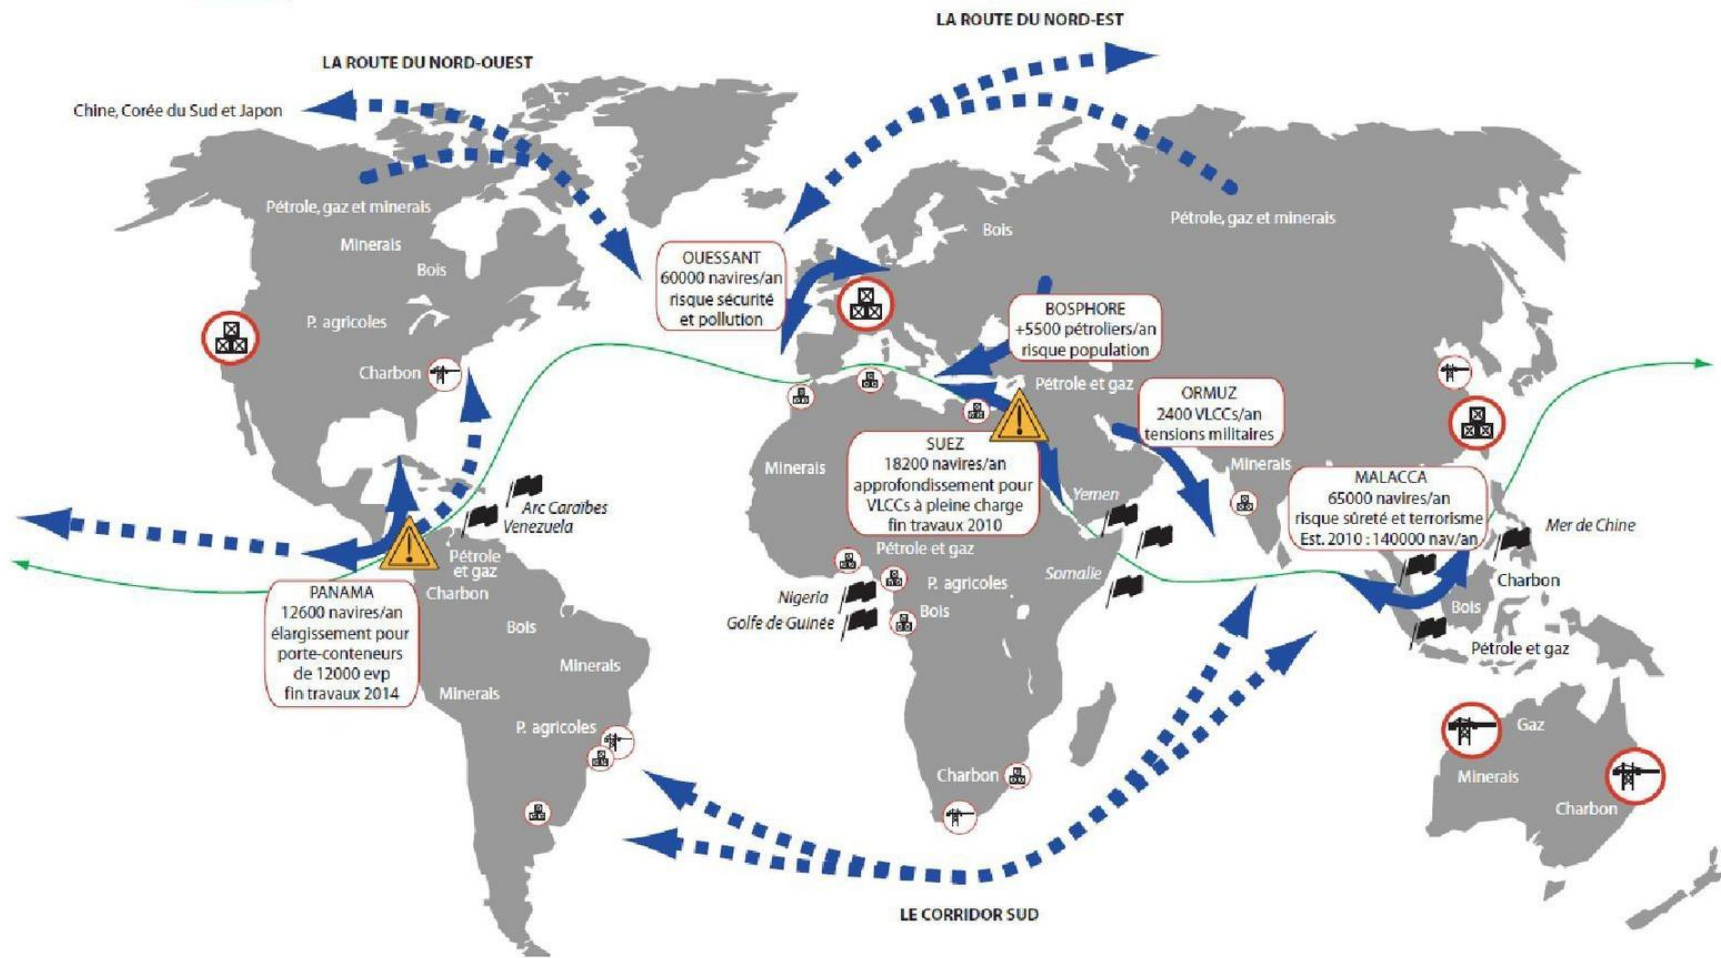 LA ROUTE DU NORD-EST
LA ROUTE DU NORD-OUEST
Chine, Corée du Sud et Japon
Pétrole, gaz et minerais
Minerais
Bois
P. agricoles
Charbon
OUESSANT
60000 navires/an
risque sécurité
et pollution
Bois
Pétrole, gaz et minerais
BOSPHORE
+5500 pétroliers/an
risque population
Pétrole et gaz
ORMUZ
2400 VLCCs/an
tensions militaires
SUEZ
18200 navires/an
approfondissement pour
VLCCs à pleine charge
fin travaux 2010
Minerais
Minerais
MALACCA
65000 navires/an
risque sûreté et terrorisme
Est. 2010 : 140000 nav/an
Yemen
Mer de Chine
Arc Caraïbes
Venezuela
Pétrole
et gaz
Charbon
PANAMA
12600 navires/an
élargissement pour
porte-conteneurs
de 12000 evp
fin travaux 2014
Bois
Minerais
Minerais
P. agricoles
Pétrole et gaz
P. agricoles
Bois
Nigeria
Golfe de Guinée
Somalie
Charbon
Charbon
Bois
Pétrole et gaz
Gaz
Minerais
Charbon
LE CORRIDOR SUD